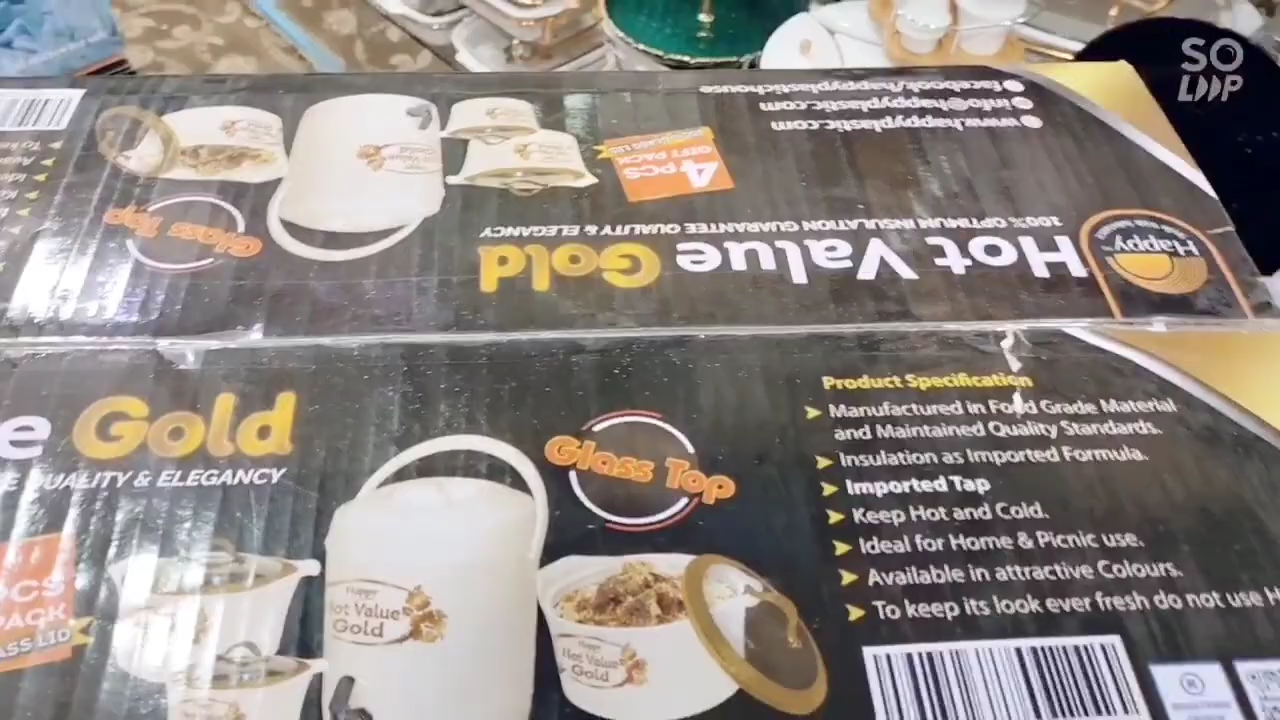 SO
LOOP
facebook/happyplastichouse
info@happyplastic.com
www.happyplastic.com
4 PCS
GIFT PACK
GLASS LID
Glass Top
Hot Value Gold
100% OPTIMUM INSULATION GUARANTEE QUALITY & ELEGANCY
Happy
e Gold
E QUALITY & ELEGANCY
PCS
PACK
ASS LID
Glass Top
Happy
Hot Value
Gold
Happy
Hot Value
Gold
Product Specification
Manufactured in Food Grade Material
and Maintained Quality Standards.
Insulation as Imported Formula.
Imported Tap
Keep Hot and Cold.
Ideal for Home & Picnic use.
Available in attractive Colours.
To keep its look ever fresh do not use H